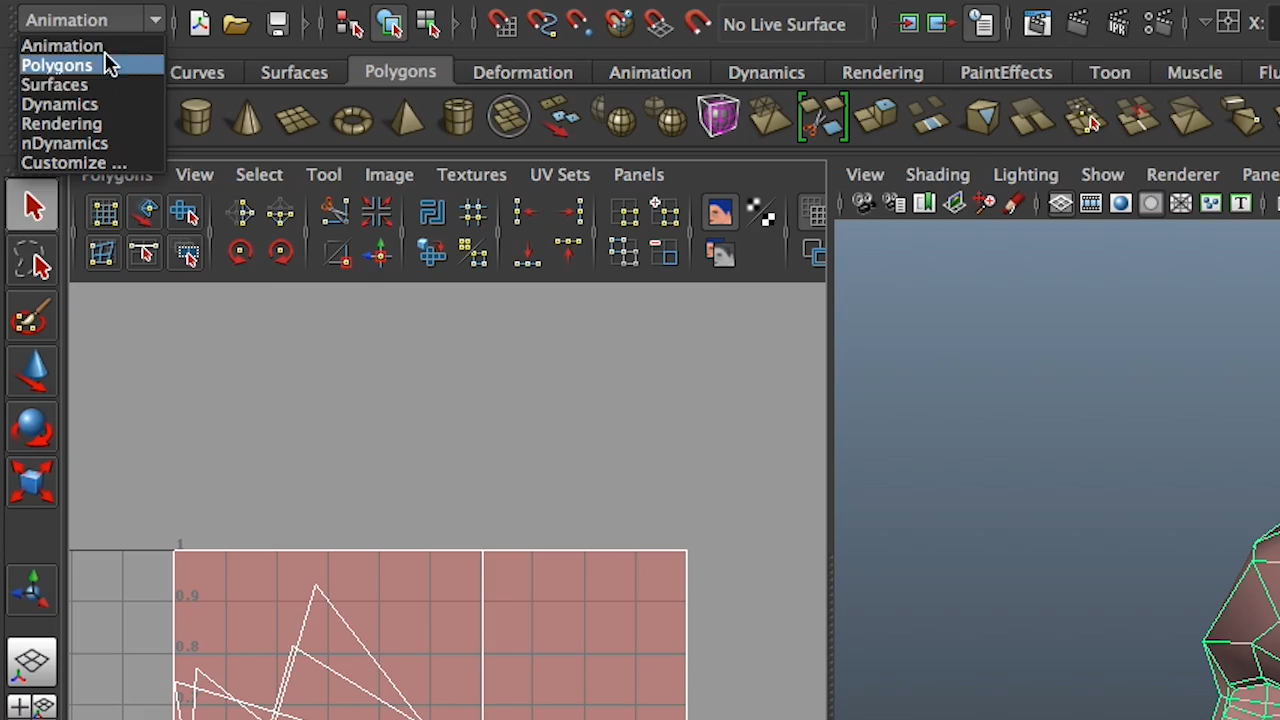 Animation
No Live Surface
X:
Animation
Polygons
Surfaces
Dynamics
Rendering
nDynamics
Customize ...
Curves Surfaces Polygons Deformation Animation Dynamics Rendering PaintEffects Toon Muscle Flu
Polygons View Select Tool Image Textures UV Sets Panels
View Shading Lighting Show Renderer Pane
IPR
T
1
0.9
0.8